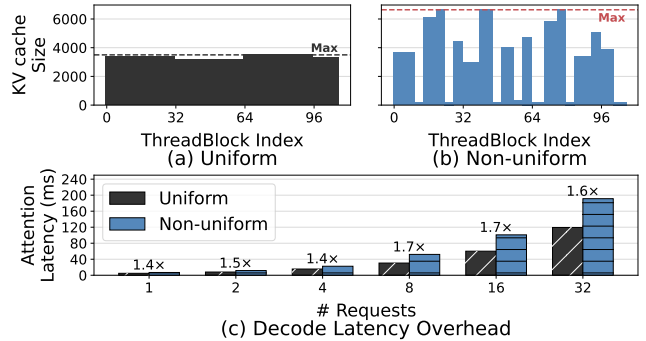 KV cache
Size
6000
4000
2000
0
Max
0 32 64 96
ThreadBlock Index
(a) Uniform
Max
0 32 64 96
ThreadBlock Index
(b) Non-uniform
Attention
Latency (ms)
240
200
160
120
80
40
0
Uniform
Non-uniform
1.4× 1.5× 1.4× 1.7× 1.7× 1.6×
1 2 4 8 16 32
# Requests
(c) Decode Latency Overhead